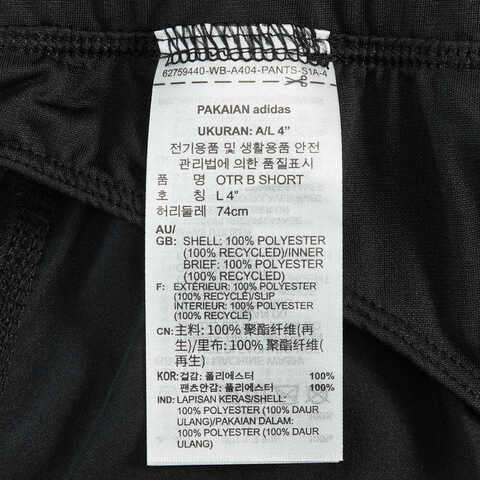 62759440-WB-A404-PANTS-S1A-4
PAKAIAN adidas
UKURAN: A/L 4"
전기용품 및 생활용품 안전
관리법에 의한 품질표시
품 명 OTR B SHORT
호 칭 L 4"
허리둘레 74cm
AU/
GB: SHELL: 100% POLYESTER
(100% RECYCLED)/INNER
BRIEF: 100% POLYESTER
(100% RECYCLED)
F: EXTÉRIEUR: 100% POLYESTER
(100% RECYCLÉ)/SLIP
INTERIEUR: 100% POLYESTER
(100% RECYCLÉ)
CN: 主料: 100% 聚酯纤维(再
生)/里布: 100% 聚酯纤维(
再生)
KOR: 겉감: 폴리에스터 100%
팬츠안감: 폴리에스터 100%
IND: LAPISAN KERAS/SHELL:
100% POLYESTER (100% DAUR
ULANG)/PAKAIAN DALAM:
100% POLYESTER (100% DAUR
ULANG)